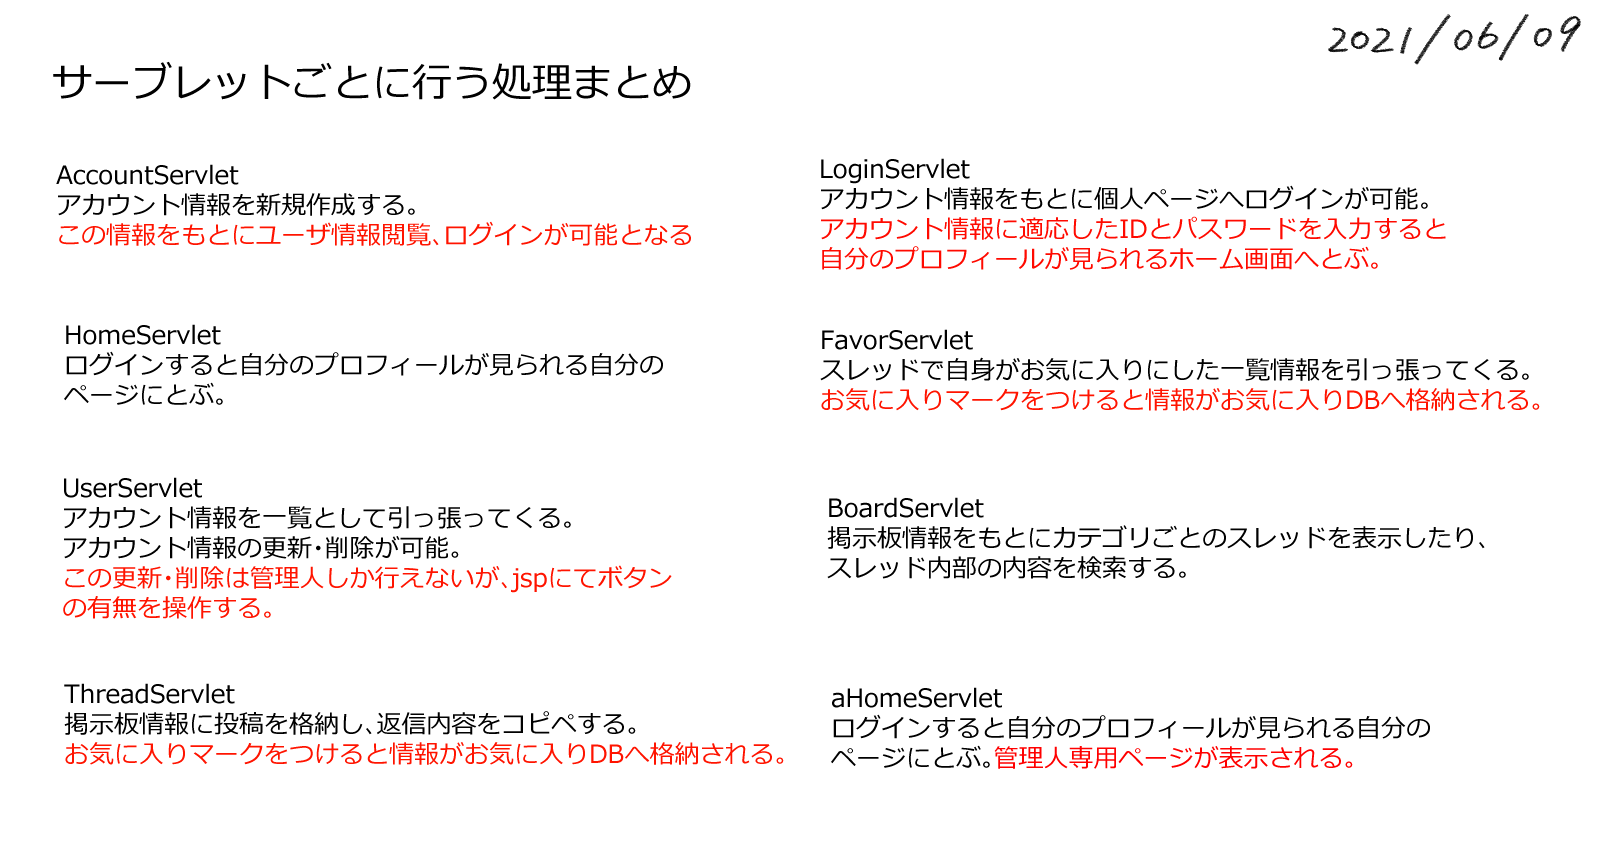 2021/06/09
サーブレットごとに行う処理まとめ
AccountServlet
アカウント情報を新規作成する。
この情報をもとにユーザ情報閲覧、ログインが可能となる
LoginServlet
アカウント情報をもとに個人ページへログインが可能。
アカウント情報に適応したIDとパスワードを入力すると
自分のプロフィールが見られるホーム画面へとぶ。
HomeServlet
ログインすると自分のプロフィールが見られる自分の
ページにとぶ。
FavorServlet
スレッドで自身がお気に入りにした一覧情報を引っ張ってくる。
お気に入りマークをつけると情報がお気に入りDBへ格納される。
UserServlet
アカウント情報を一覧として引っ張ってくる。
アカウント情報の更新・削除が可能。
この更新・削除は管理人しか行えないが、jspにてボタン
の有無を操作する。
BoardServlet
掲示板情報をもとにカテゴリごとのスレッドを表示したり、
スレッド内部の内容を検索する。
ThreadServlet
掲示板情報に投稿を格納し、返信内容をコピペする。
お気に入りマークをつけると情報がお気に入りDBへ格納される。
aHomeServlet
ログインすると自分のプロフィールが見られる自分の
ページにとぶ。管理人専用ページが表示される。